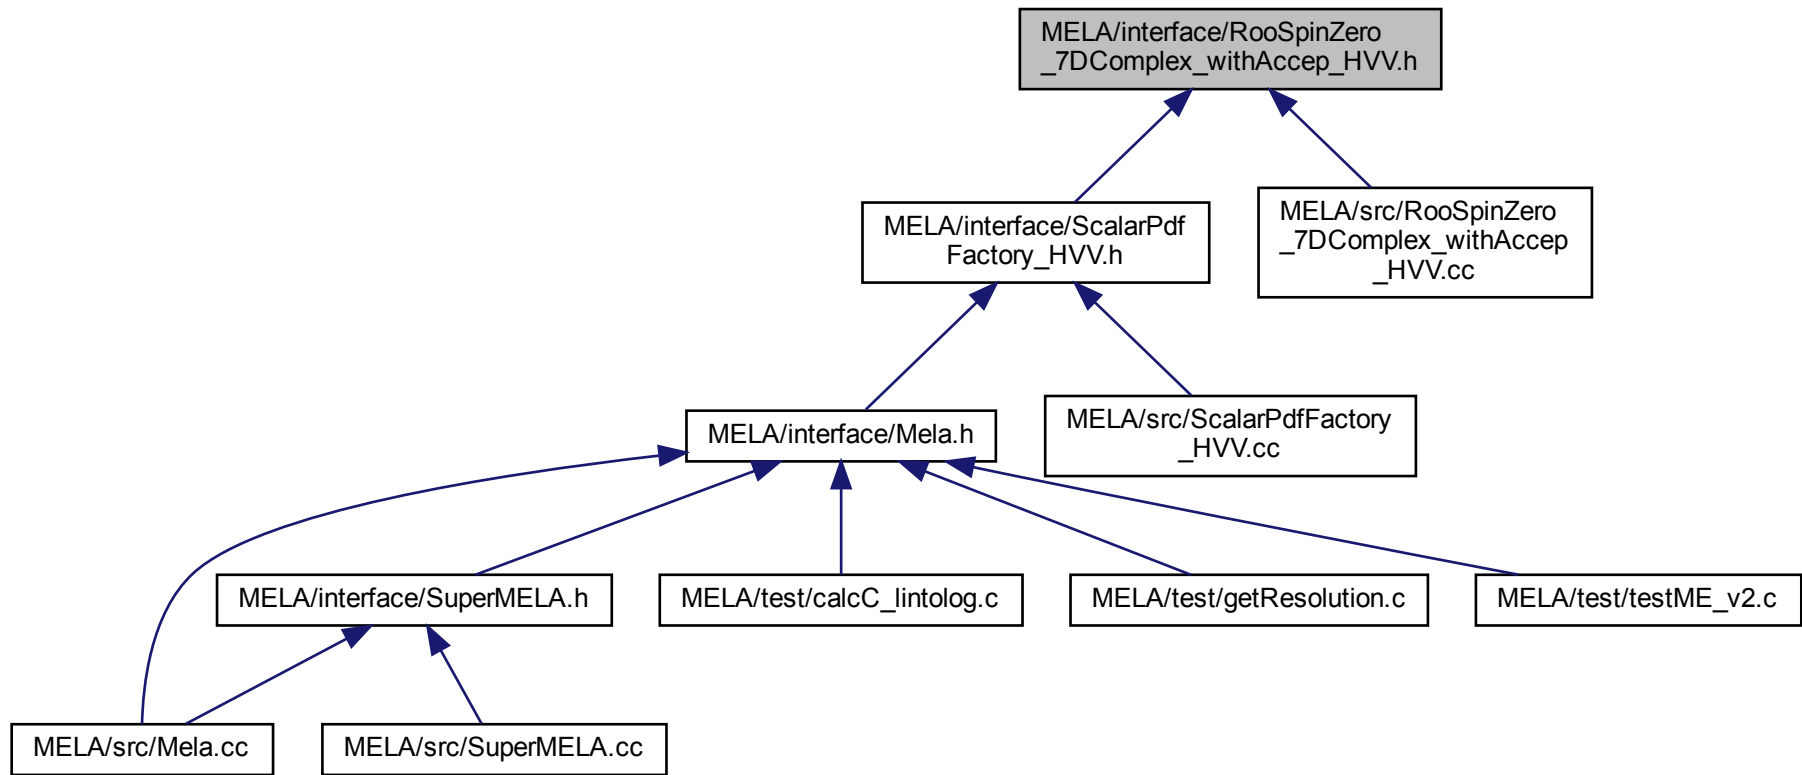 MELA/interface/RooSpinZero
_7DComplex_withAccep_HVV.h
MELA/interface/ScalarPdf
Factory_HVV.h
MELA/src/RooSpinZero
_7DComplex_withAccep
_HVV.cc
MELA/interface/Mela.h
MELA/src/ScalarPdfFactory
_HVV.cc
MELA/interface/SuperMELA.h
MELA/test/calcC_lintolog.c
MELA/test/getResolution.c
MELA/test/testME_v2.c
MELA/src/Mela.cc
MELA/src/SuperMELA.cc